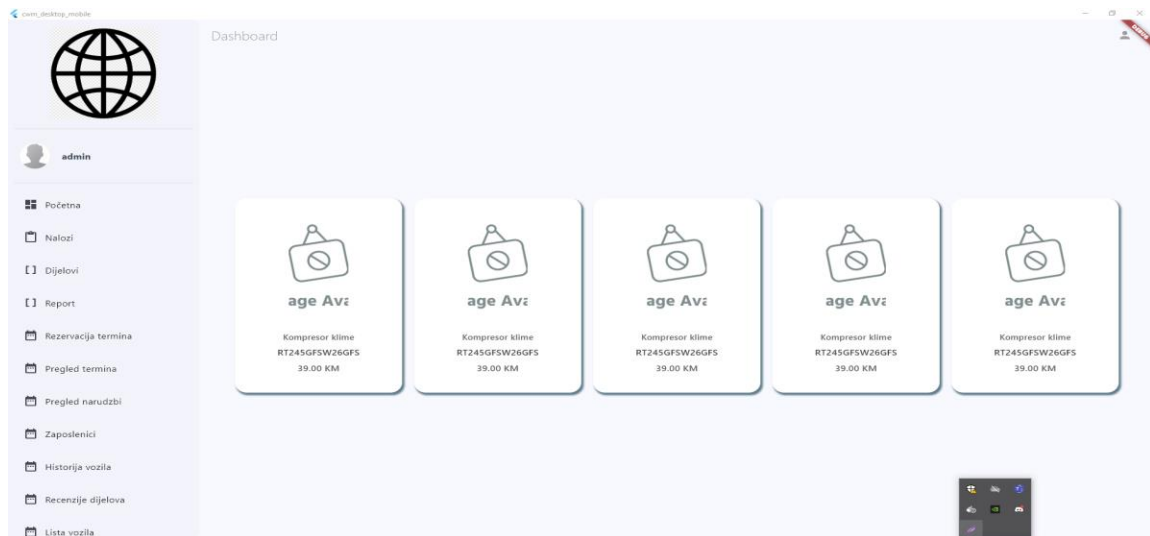 cwm_desktop_mobile
DEBUG
Dashboard
admin
Početna
Nalozi
Dijelovi
Report
Rezervacija termina
Pregled termina
Pregled narudzbi
Zaposlenici
Historija vozila
Recenzije dijelova
Lista vozila
age Ava
Kompresor klime
RT245GFSW26GFS
39.00 KM
age Ava
Kompresor klime
RT245GFSW26GFS
39.00 KM
age Ava
Kompresor klime
RT245GFSW26GFS
39.00 KM
age Ava
Kompresor klime
RT245GFSW26GFS
39.00 KM
age Ava
Kompresor klime
RT245GFSW26GFS
39.00 KM